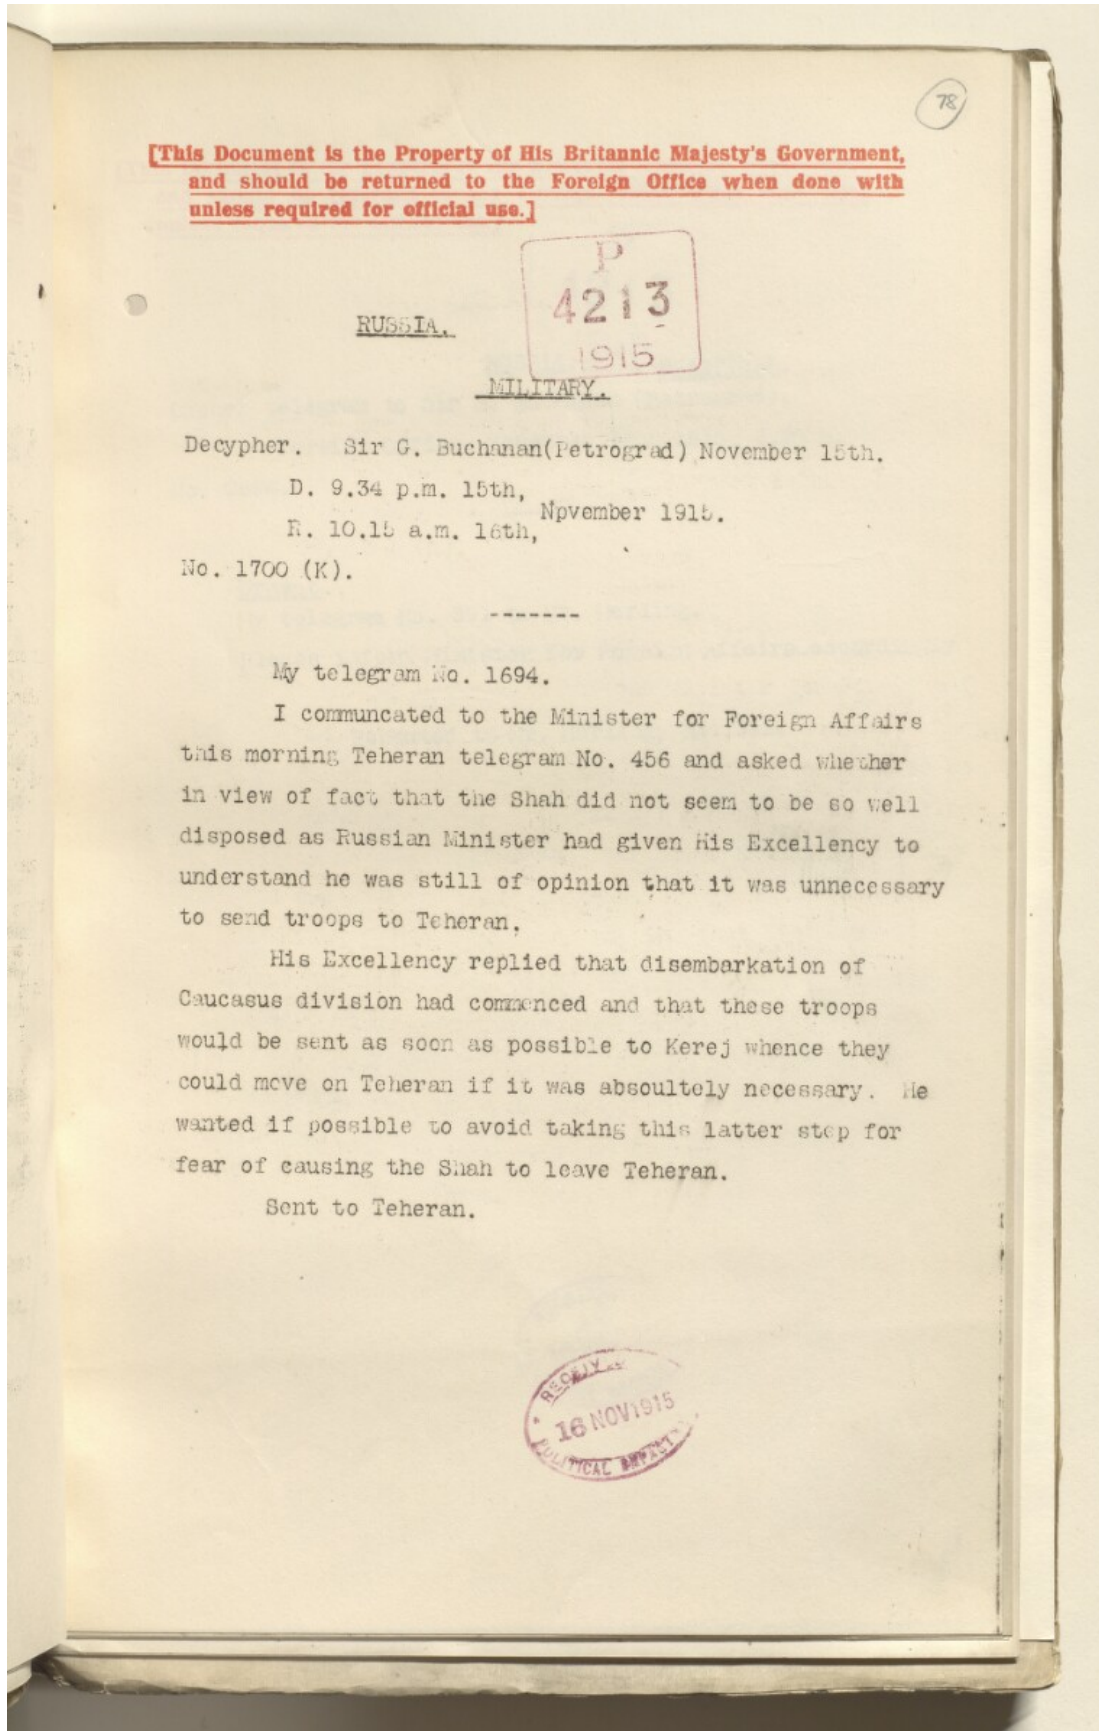 78
[This Document is the Property of His Britannic Majesty's Government,
and should be returned to the Foreign Office when done with
unless required for official use.]
P
4213
1915
RUSSIA.
MILITARY.
Decypher. Sir G. Buchanan(Petrograd) November 15th.
D. 9.34 p.m. 15th,
Npvember 1915.
R. 10.15 a.m. 16th,
No. 1700 (K).
-------
My telegram No. 1694.
I communcated to the Minister for Foreign Affairs
this morning Teheran telegram No. 456 and asked whether
in view of fact that the Shah did not seem to be so well
disposed as Russian Minister had given His Excellency to
understand he was still of opinion that it was unnecessary
to send troops to Teheran.
His Excellency replied that disembarkation of
Caucasus division had commenced and that these troops
would be sent as soon as possible to Kerej whence they
could move on Teheran if it was absoultely necessary. He
wanted if possible to avoid taking this latter step for
fear of causing the Shah to leave Teheran.
Sent to Teheran.
16 NOV 1915
POLITICAL